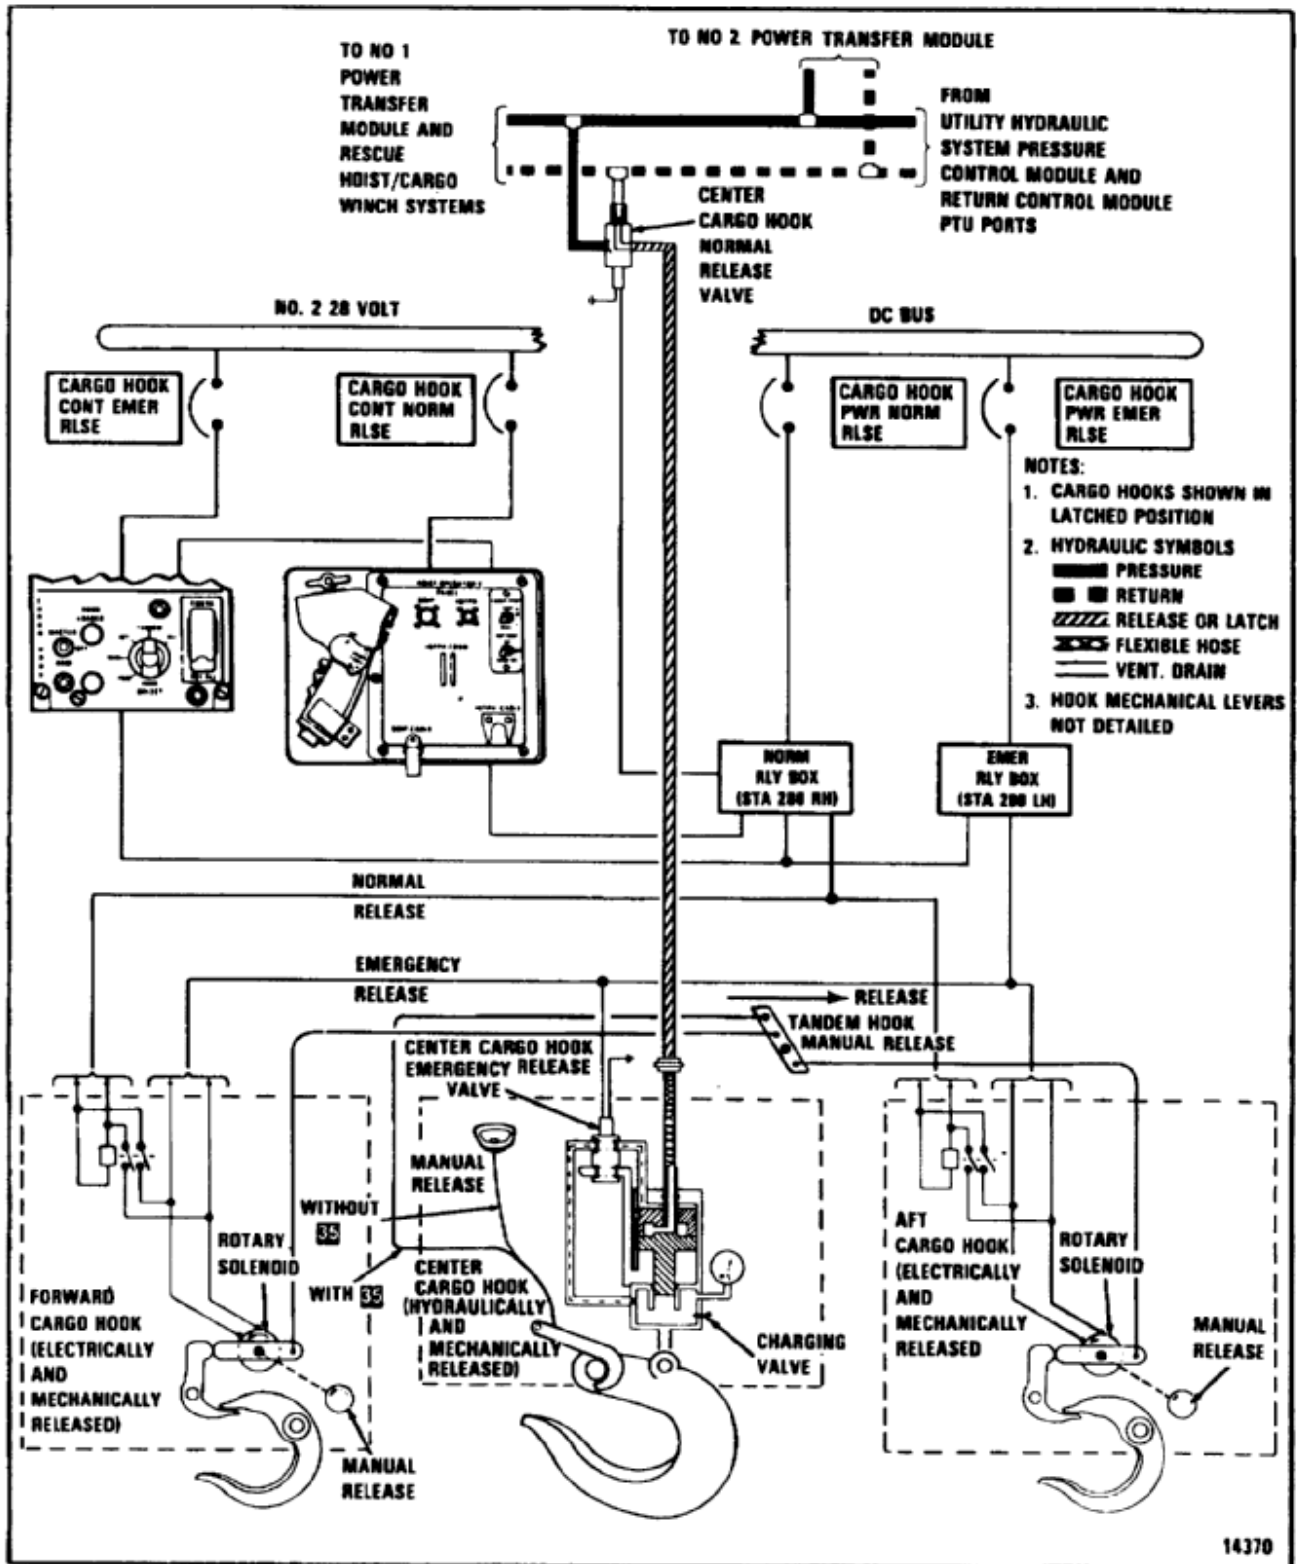 TO NO 1
POWER
TRANSFER
MODULE AND
RESCUE
HOIST/CARGO
WINCH SYSTEMS
TO NO 2 POWER TRANSFER MODULE
FROM
UTILITY HYDRAULIC
SYSTEM PRESSURE
CONTROL MODULE AND
RETURN CONTROL MODULE
PTU PORTS
CENTER
CARGO HOOK
NORMAL
RELEASE
VALVE
NO. 2 28 VOLT
DC BUS
CARGO HOOK
CONT EMER
RLSE
CARGO HOOK
CONT NORM
RLSE
CARGO HOOK
PWR NORM
RLSE
CARGO HOOK
PWR EMER
RLSE
NOTES:
1. CARGO HOOKS SHOWN IN
LATCHED POSITION
2. HYDRAULIC SYMBOLS
PRESSURE
RETURN
RELEASE OR LATCH
FLEXIBLE HOSE
VENT. DRAIN
3. HOOK MECHANICAL LEVERS
NOT DETAILED
NORM
RLY BOX
(STA 280 RH)
EMER
RLY BOX
(STA 280 LH)
NORMAL
RELEASE
EMERGENCY
RELEASE
RELEASE
TANDEM HOOK
MANUAL RELEASE
CENTER CARGO HOOK
EMERGENCY RELEASE
VALVE
MANUAL
RELEASE
WITHOUT
35
WITH 35
CENTER
CARGO HOOK
(HYDRAULICALLY
AND
MECHANICALLY
RELEASED)
CHARGING
VALVE
ROTARY
SOLENOID
FORWARD
CARGO HOOK
(ELECTRICALLY
AND
MECHANICALLY
RELEASED)
MANUAL
RELEASE
AFT
CARGO HOOK
(ELECTRICALLY
AND
MECHANICALLY
RELEASED
ROTARY
SOLENOID
MANUAL
RELEASE
14370